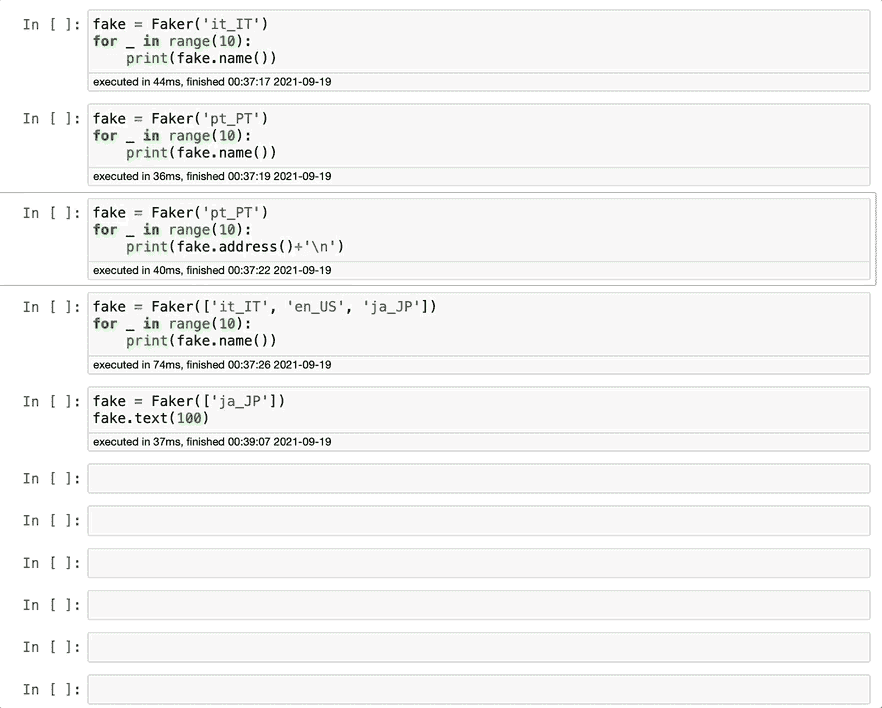 In [ ]: fake = Faker('it_IT')
for _ in range(10):
    print(fake.name())
executed in 44ms, finished 00:37:17 2021-09-19
In [ ]: fake = Faker('pt_PT')
for _ in range(10):
    print(fake.name())
executed in 36ms, finished 00:37:19 2021-09-19
In [ ]: fake = Faker('pt_PT')
for _ in range(10):
    print(fake.address()+'\n')
executed in 40ms, finished 00:37:22 2021-09-19
In [ ]: fake = Faker(['it_IT', 'en_US', 'ja_JP'])
for _ in range(10):
    print(fake.name())
executed in 74ms, finished 00:37:26 2021-09-19
In [ ]: fake = Faker(['ja_JP'])
fake.text(100)
executed in 37ms, finished 00:39:07 2021-09-19
In [ ]:
In [ ]:
In [ ]:
In [ ]:
In [ ]:
In [ ]: